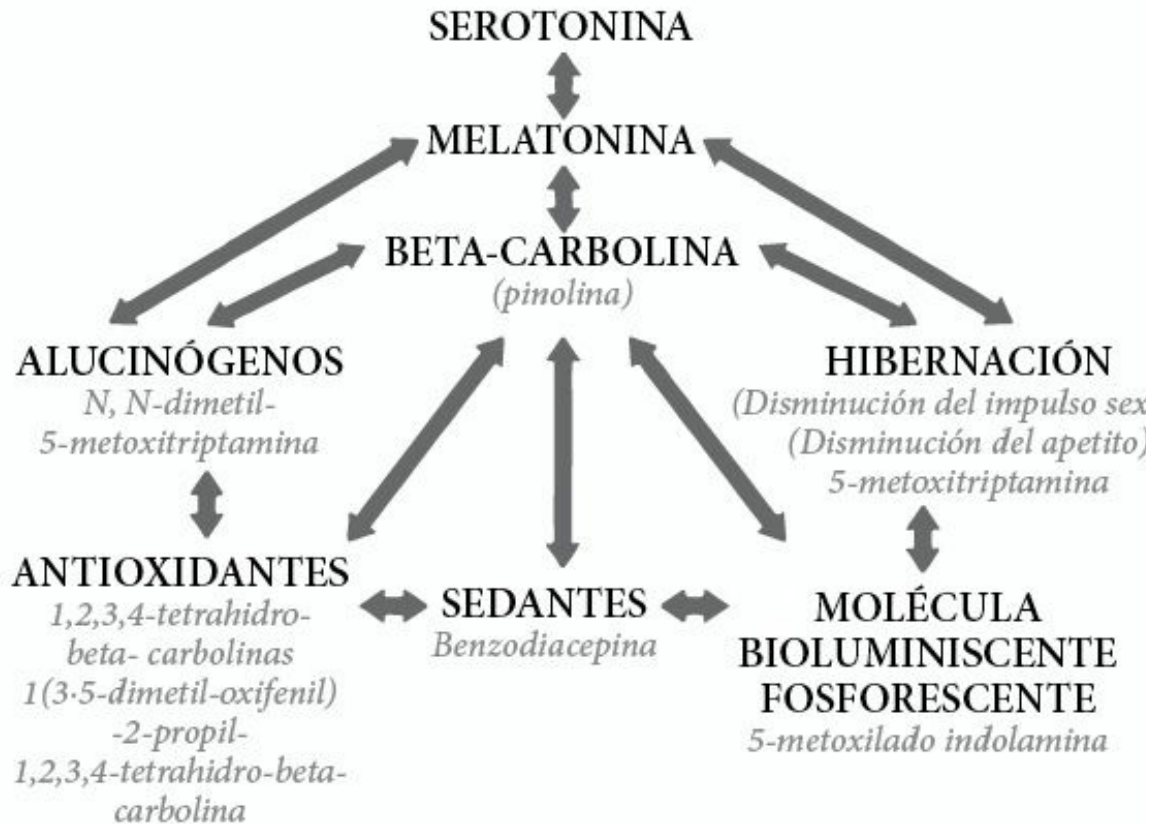 SEROTONINA
MELATONINA
BETA-CARBOLINA
(pinolina)
ALUCINÓGENOS
N, N-dimetil-
5-metoxitriptamina
HIBERNACIÓN
(Disminución del impulso sex
(Disminución del apetito)
5-metoxitriptamina
ANTIOXIDANTES
1,2,3,4-tetrahidro-
beta- carbolinas
1(3·5-dimetil-oxifenil)
-2-propil-
1,2,3,4-tetrahidro-beta-
carbolina
SEDANTES
Benzodiacepina
MOLÉCULA
BIOLUMINISCENTE
FOSFORESCENTE
5-metoxilado indolamina